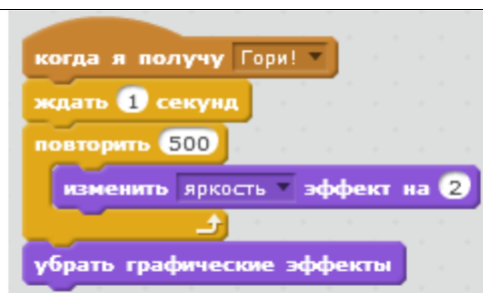 когда я получу Гори!
ждать 1 секунд
повторить 500
изменить яркость эффект на 2
убрать графические эффекты